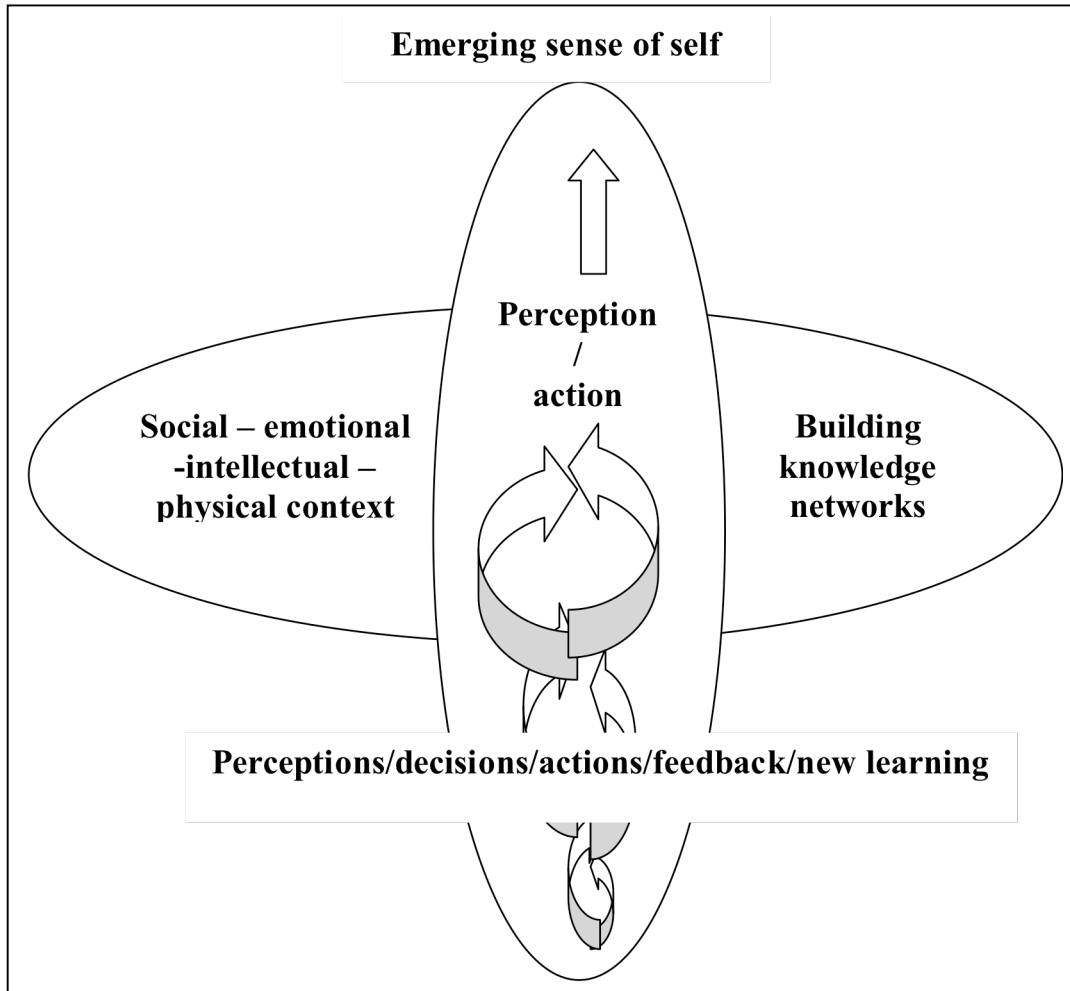 Emerging sense of self
Perception
/
action
Social – emotional
-intellectual –
physical context
Building
knowledge
networks
Perceptions/decisions/actions/feedback/new learning